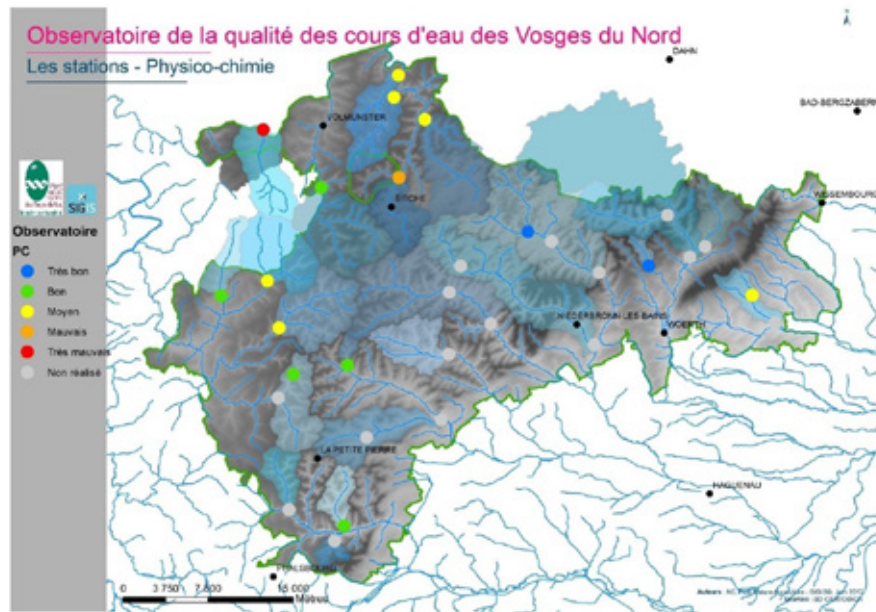 Observatoire de la qualité des cours d'eau des Vosges du Nord
Les stations - Physico-chimie
DAHN
BAD-BERGZABERN
VOLMUNSTER
WISSEMBOURG
BITCHE
Observatoire
PC
Très bon
Bon
Moyen
Mauvais
Très mauvais
Non réalisé
NIEDERBRONN-LES-BAINS
WOERTH
LA PETITE PIERRE
HAGUENAU
PHALSBOURG
0 3 750 7 500 15 000
Mètres